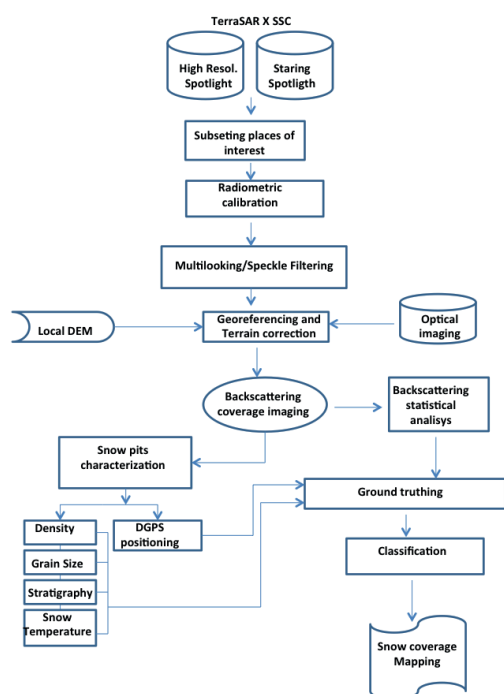 TerraSAR X SSC
High Resol.
Spotlight
Staring
Spotligth
Subseting places of
interest
Radiometric
calibration
Multilooking/Speckle Filtering
Local DEM
Georeferencing and
Terrain correction
Optical
imaging
Backscattering
coverage imaging
Backscattering
statistical
analisys
Snow pits
characterization
Ground truthing
Density
DGPS
positioning
Grain Size
Stratigraphy
Snow
Temperature
Classification
Snow coverage
Mapping